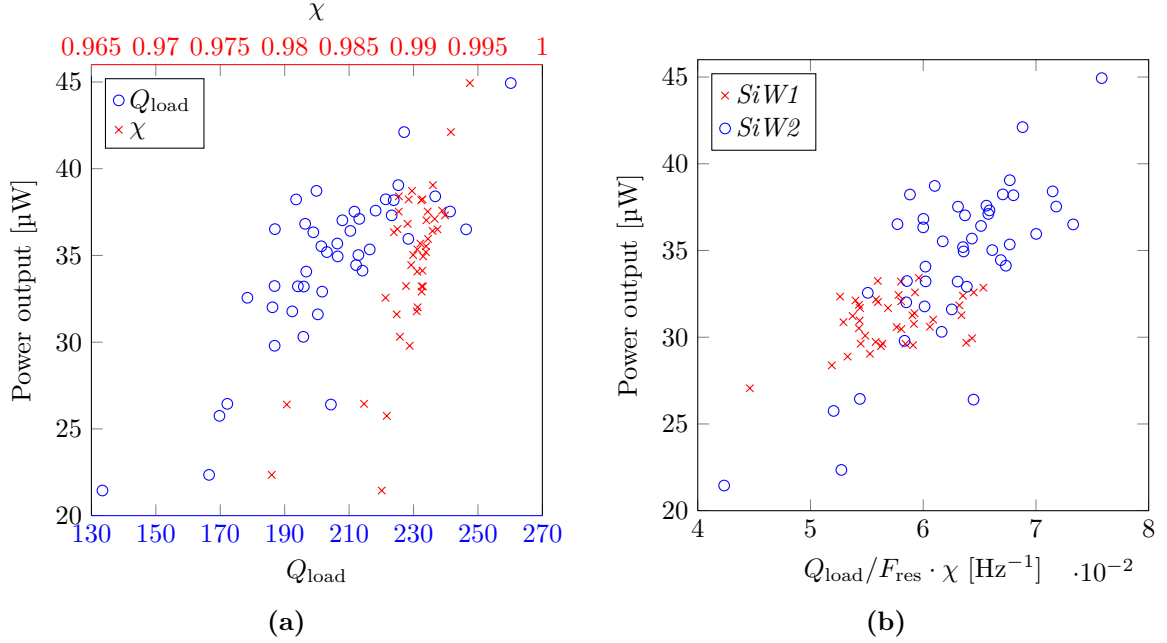 χ
0.965 0.97 0.975 0.98 0.985 0.99 0.995 1
45
40
35
30
25
20
Power output [µW]
Q_load
χ
130 150 170 190 210 230 250 270
Q_load
(a)
45
40
35
30
25
20
Power output [µW]
SiW1
SiW2
4 5 6 7 8
Q_load/F_res · χ [Hz⁻¹] ·10⁻²
(b)